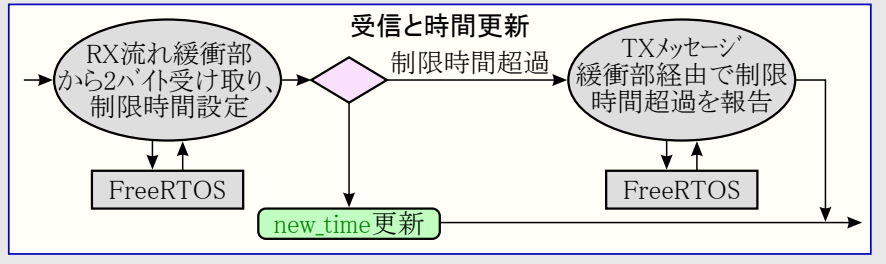 受信と時間更新
RX流れ緩衝部
から2バイト受け取り、
制限時間設定
制限時間超過
TXメッセージ
緩衝部経由で制限
時間超過を報告
FreeRTOS
FreeRTOS
new_time更新